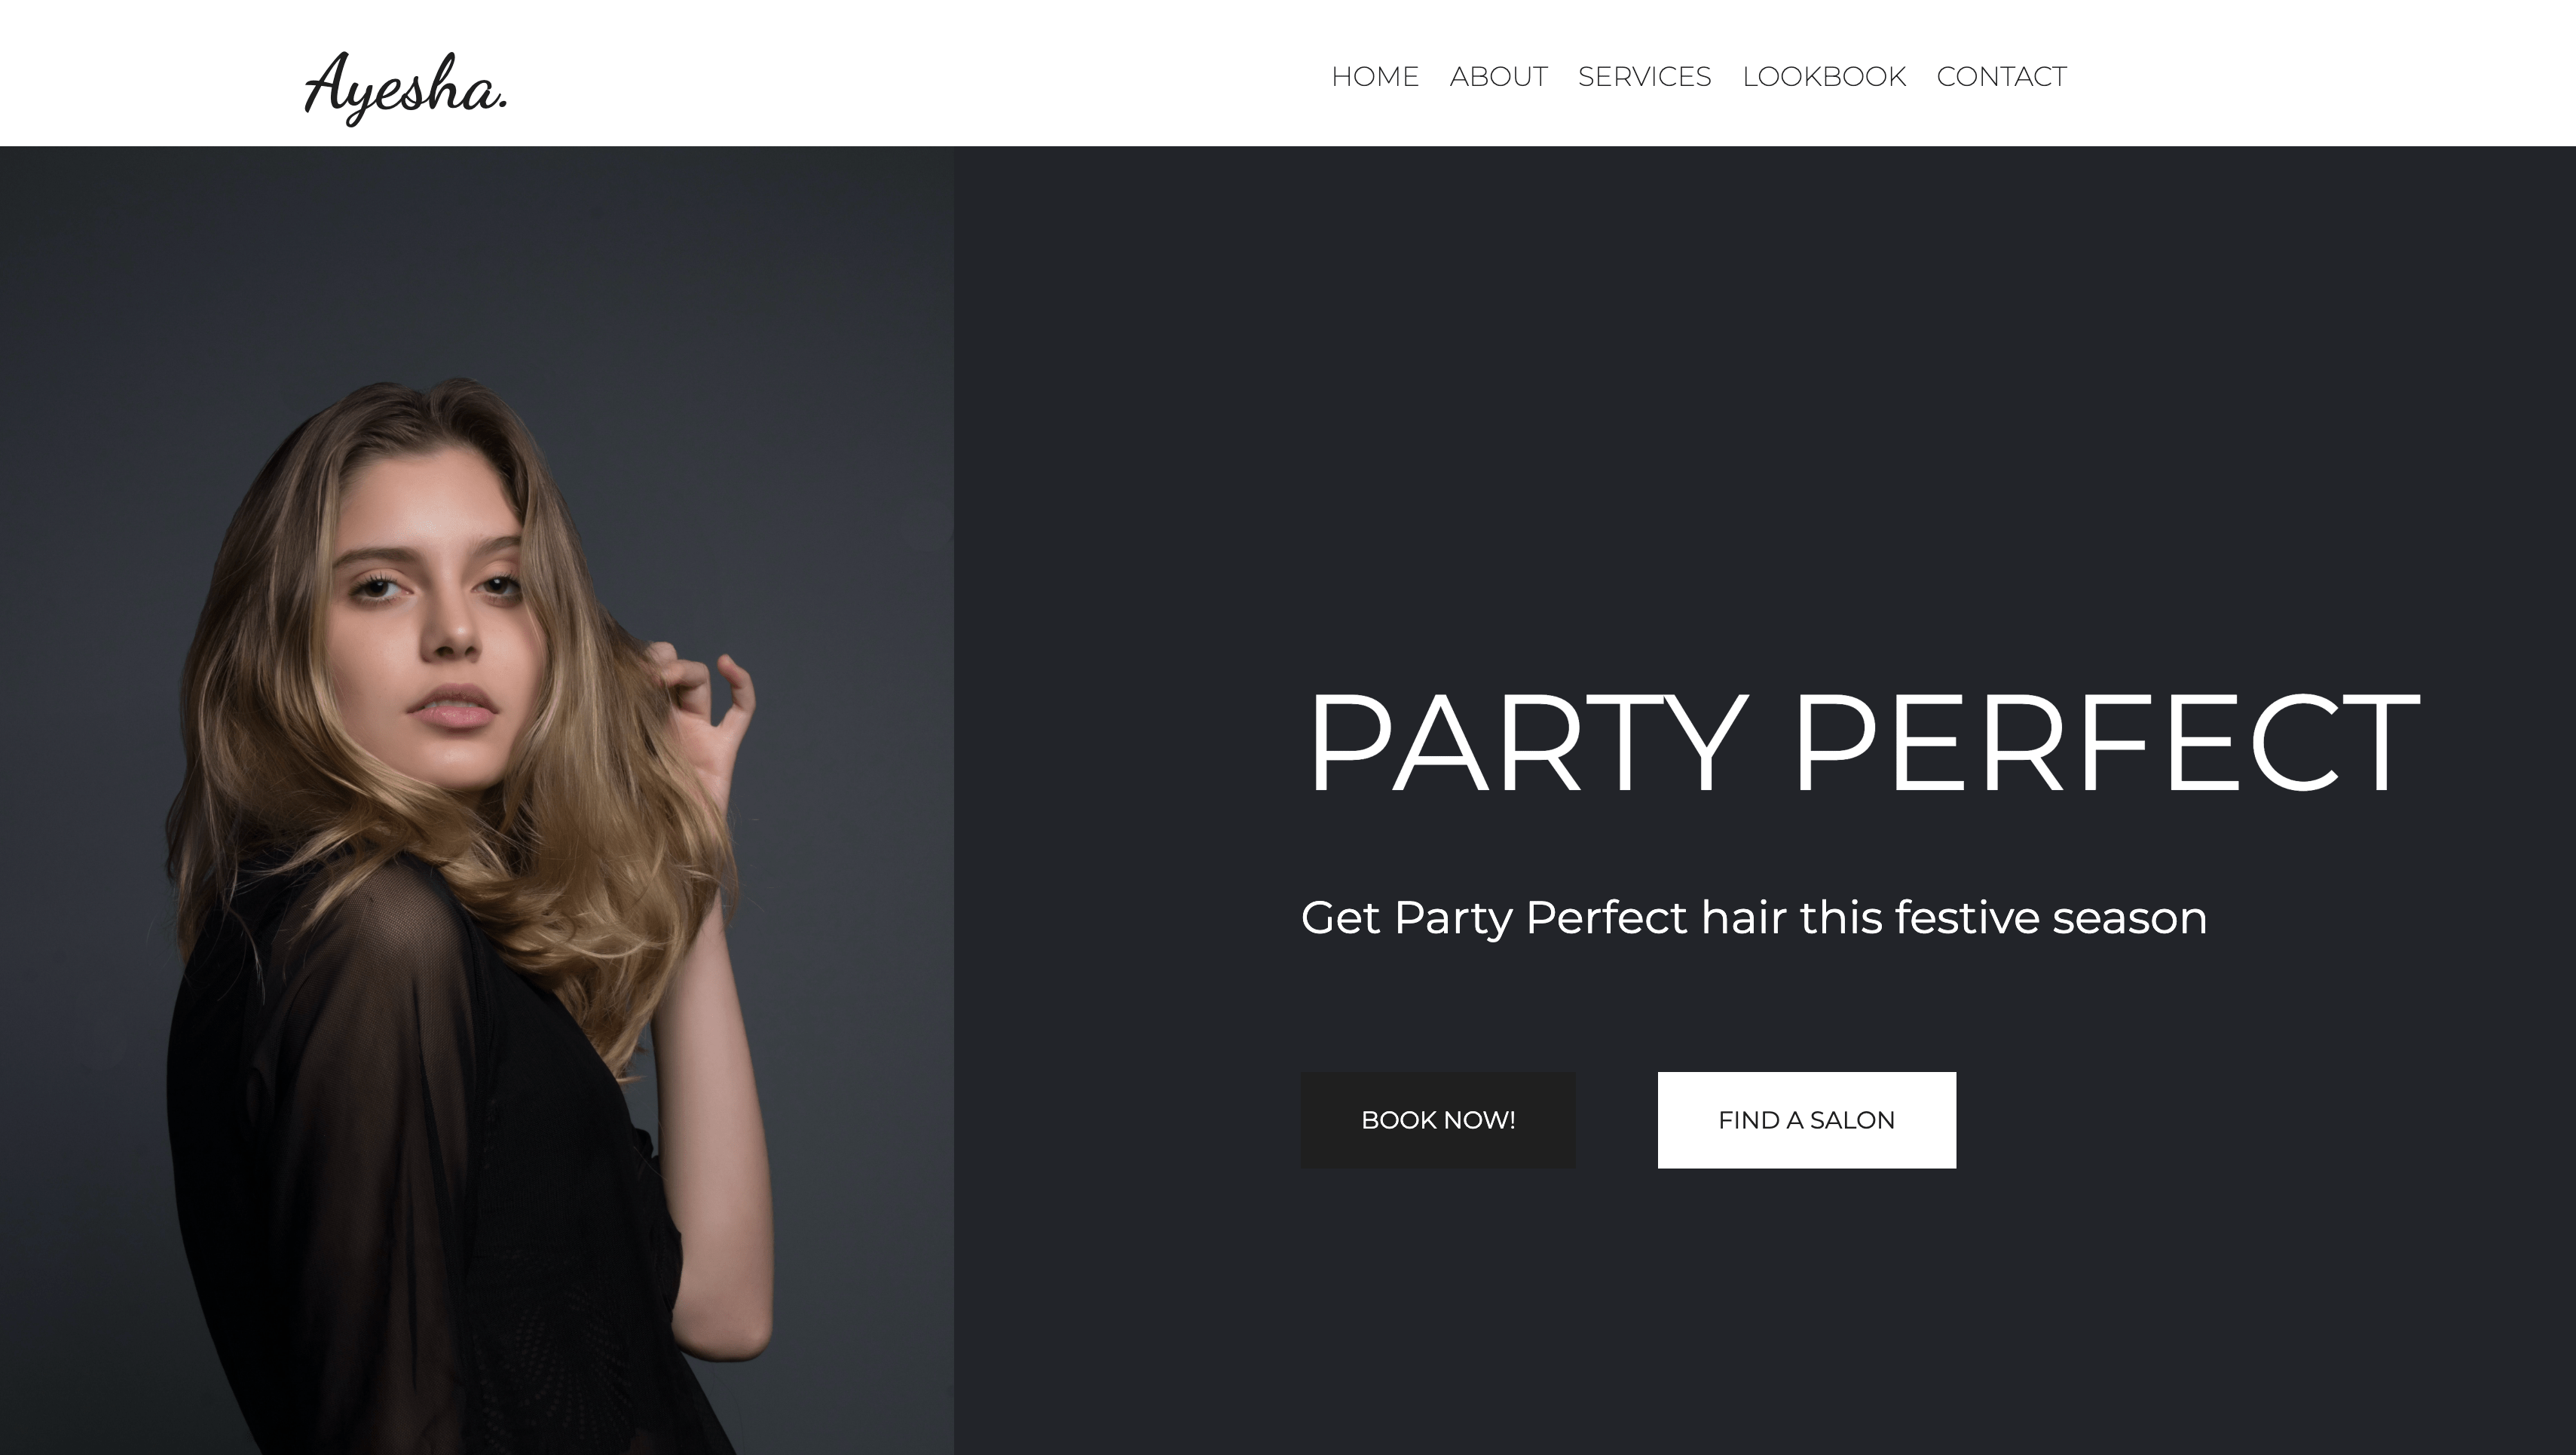 Ayesha.
HOME ABOUT SERVICES LOOKBOOK CONTACT
PARTY PERFECT
Get Party Perfect hair this festive season
BOOK NOW! FIND A SALON